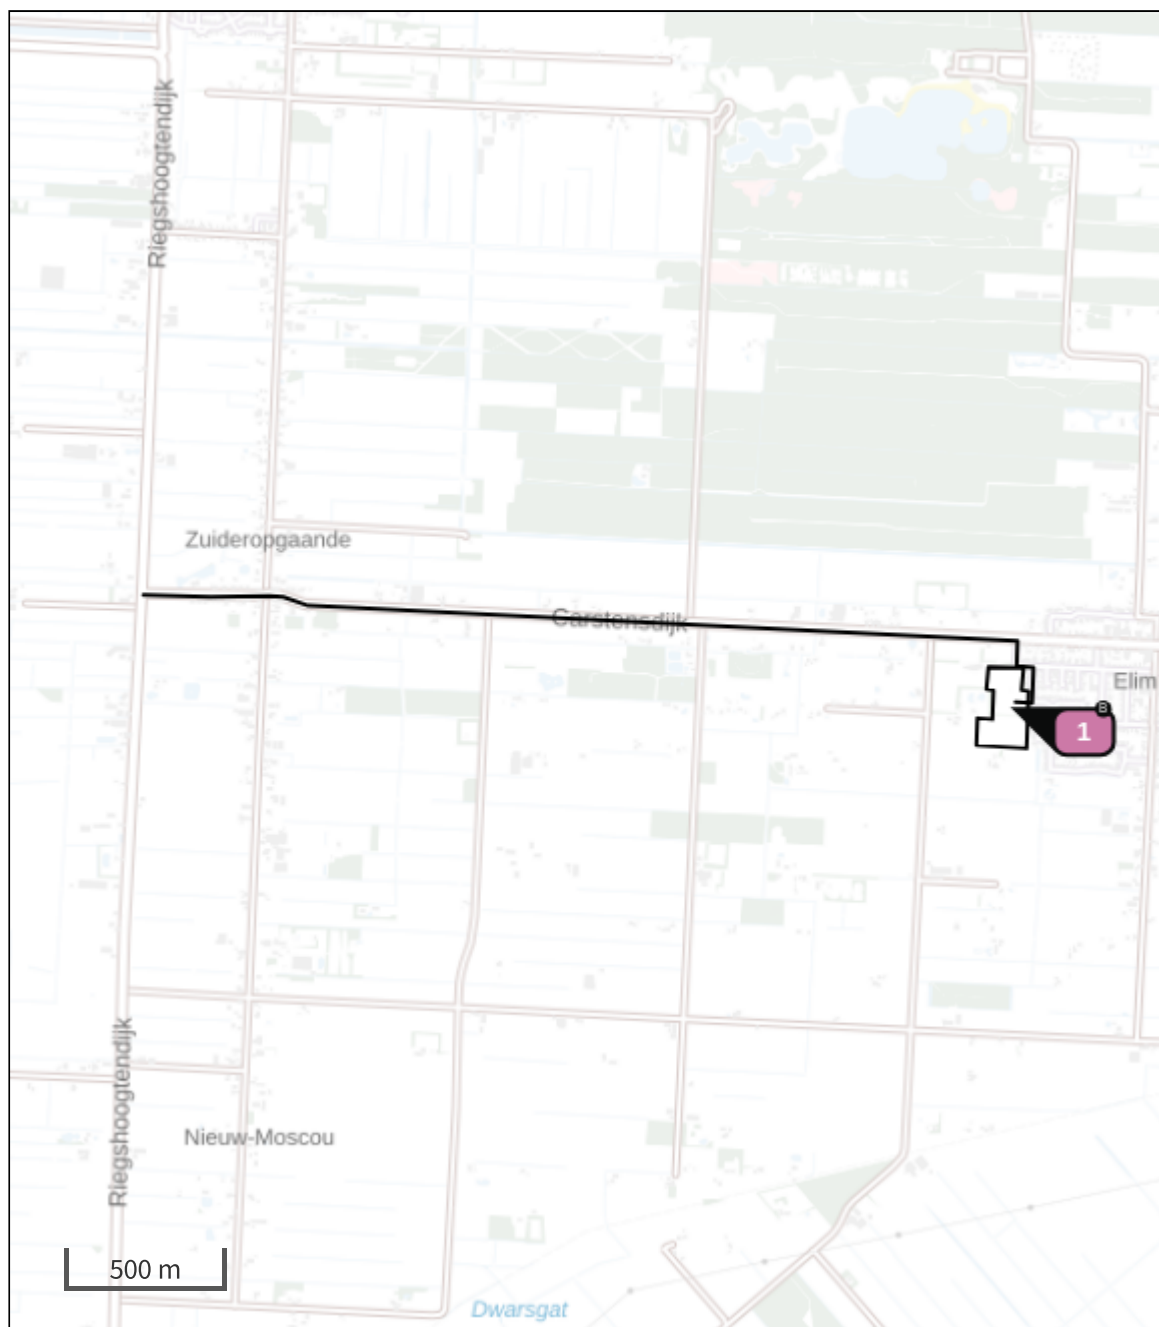 Riegshoogtendijk
Zuideropgaande
Carstensdijk
Elim
B
1
Riegshoogtendijk
Nieuw-Moscou
500 m
Dwarsgat